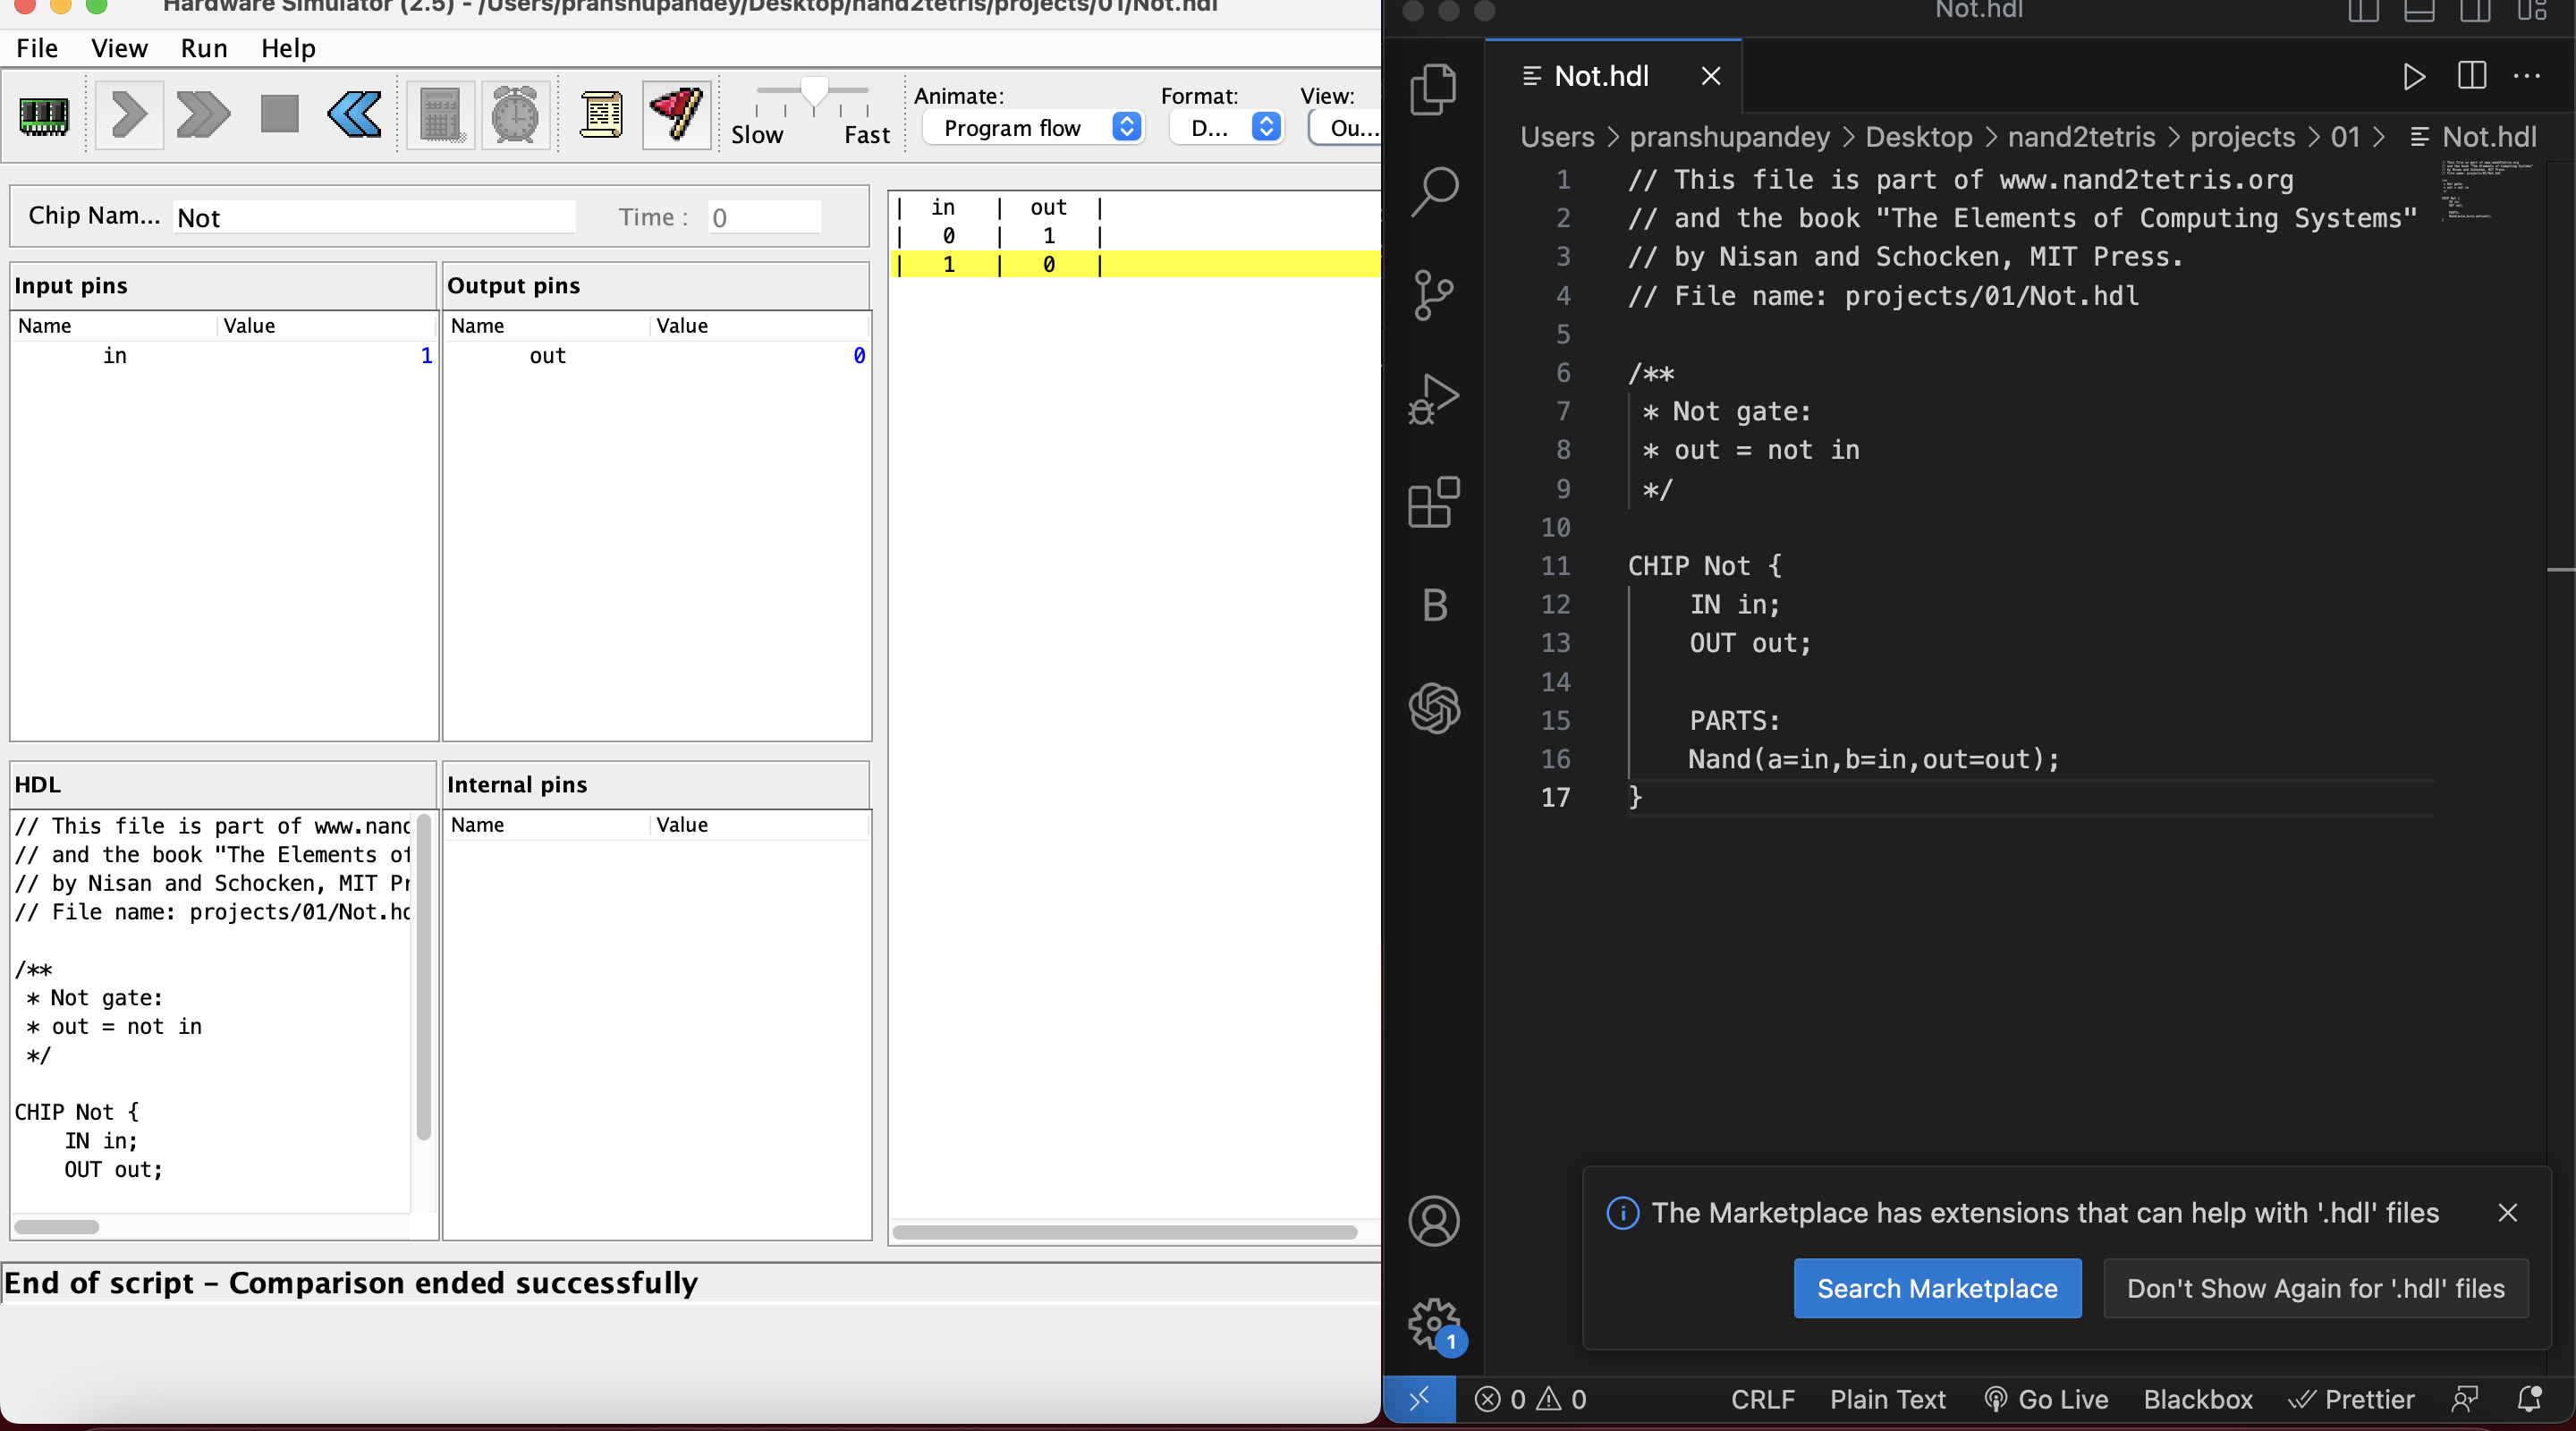 Hardware Simulator (2.5) - /Users/pranshupandey/Desktop/nand2tetris/projects/01/Not.hdl
File View Run Help
Slow Fast
Animate:
Program flow
Format:
D...
View:
Ou...
Chip Nam... Not Time : 0
Input pins
Name Value
in 1
Output pins
Name Value
out 0
HDL
// This file is part of www.nand
// and the book "The Elements of
// by Nisan and Schocken, MIT Pr
// File name: projects/01/Not.hd
/**
* Not gate:
* out = not in
*/
CHIP Not {
IN in;
OUT out;
Internal pins
Name Value
| in | out |
| 0 | 1 |
| 1 | 0 |
End of script - Comparison ended successfully
Not.hdl
Not.hdl
Users > pranshupandey > Desktop > nand2tetris > projects > 01 > Not.hdl
1 // This file is part of www.nand2tetris.org
2 // and the book "The Elements of Computing Systems"
3 // by Nisan and Schocken, MIT Press.
4 // File name: projects/01/Not.hdl
5
6 /**
7 * Not gate:
8 * out = not in
9 */
10
11 CHIP Not {
12 IN in;
13 OUT out;
14
15 PARTS:
16 Nand(a=in,b=in,out=out);
17 }
B
1
The Marketplace has extensions that can help with '.hdl' files
Search Marketplace
Don't Show Again for '.hdl' files
0 0 CRLF Plain Text Go Live Blackbox Prettier